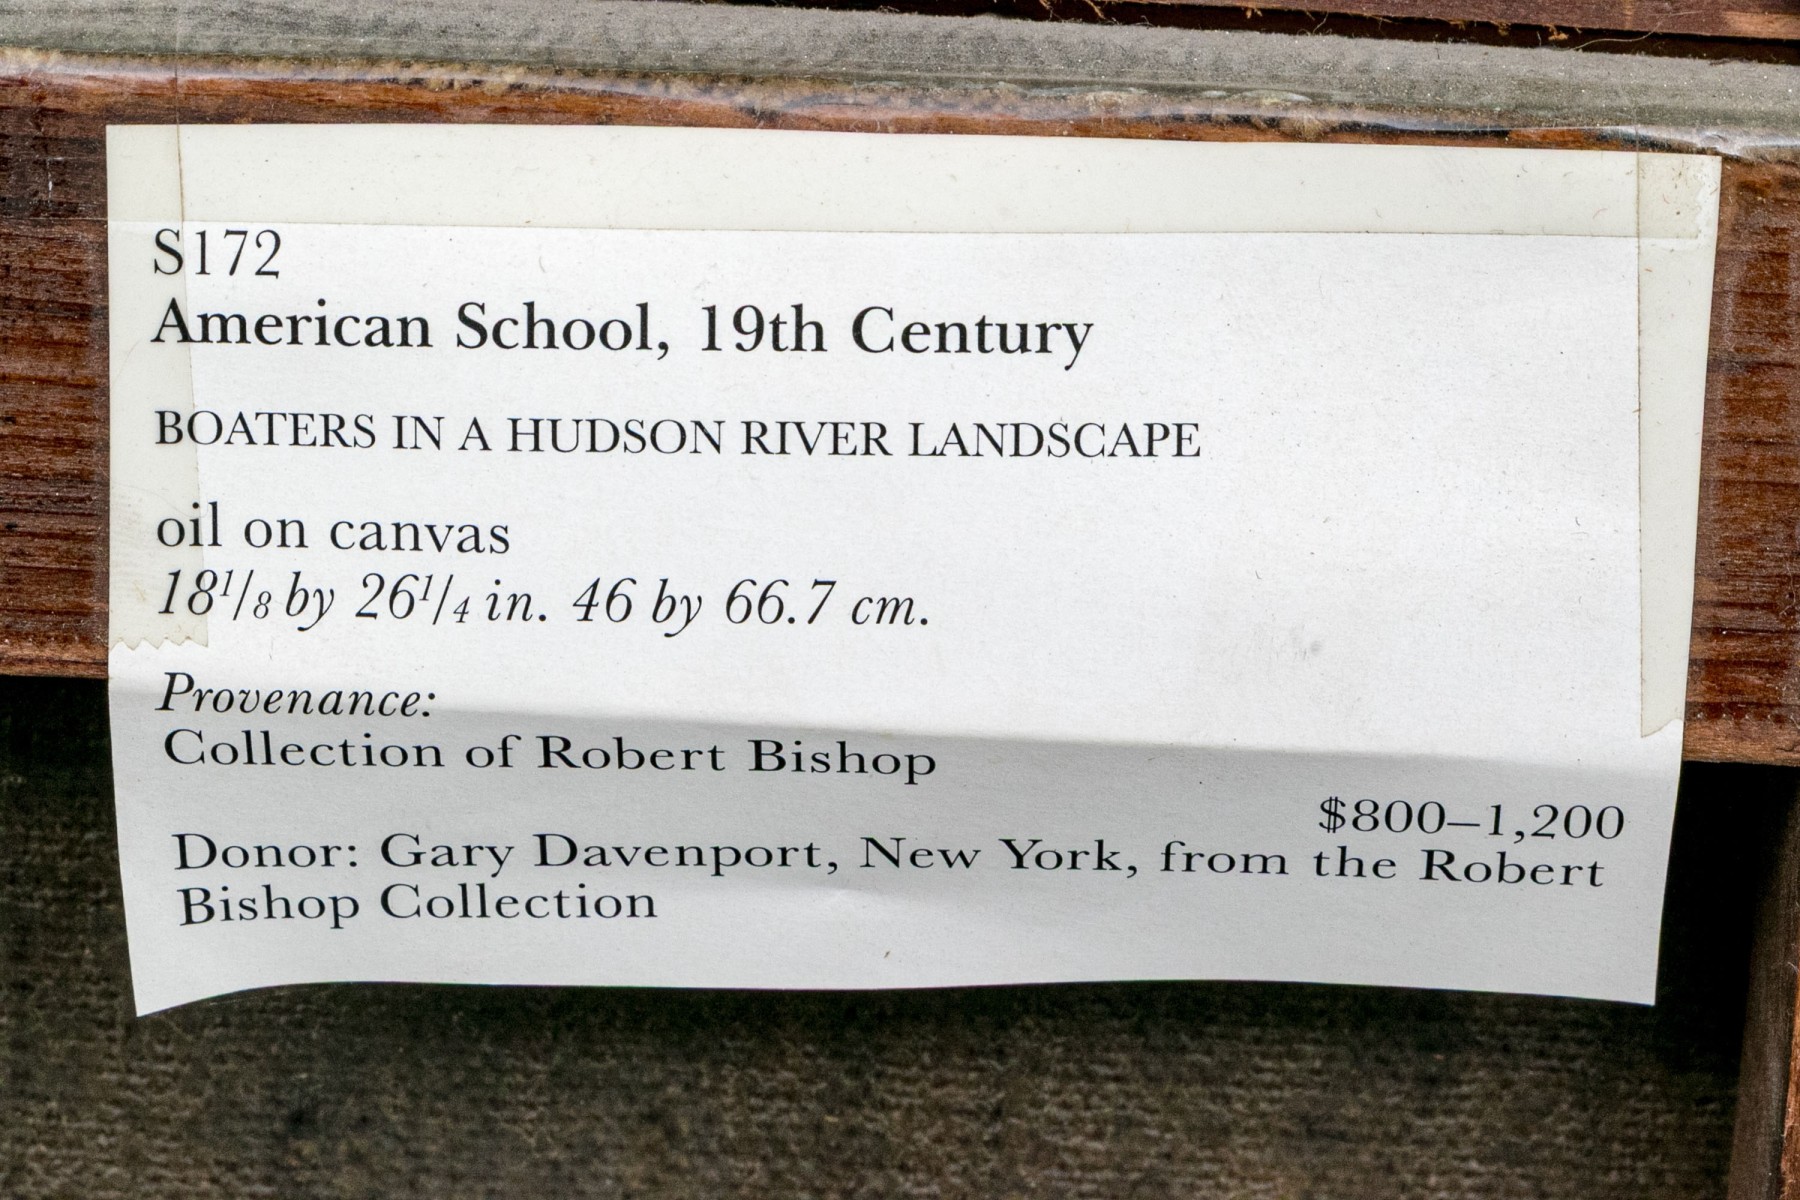 S172
American School, 19th Century
BOATERS IN A HUDSON RIVER LANDSCAPE
oil on canvas
18 1/8 by 26 1/4 in. 46 by 66.7 cm.
Provenance:
Collection of Robert Bishop
$800–1,200
Donor: Gary Davenport, New York, from the Robert
Bishop Collection